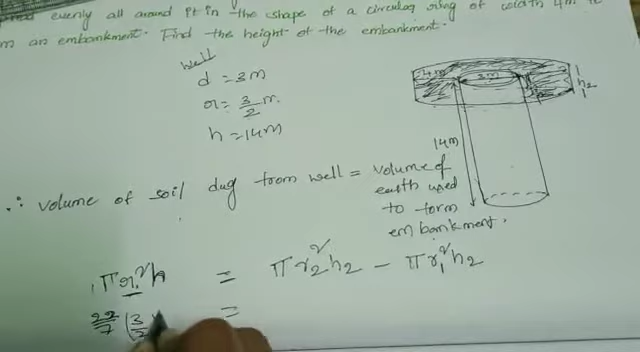 evenly all around it in the shape of a circular ring of width 4m to
m an embankment. Find the height of the embankment.
well
d = 3m
r = 3/2 m.
h = 14m
4m
3m
h2
14m
∴ volume of soil dug from well = volume of
earth used
to form
embankment.
πr₁²h = πr₂²h₂ - πr₁²h₂
22/7 (3/2 =